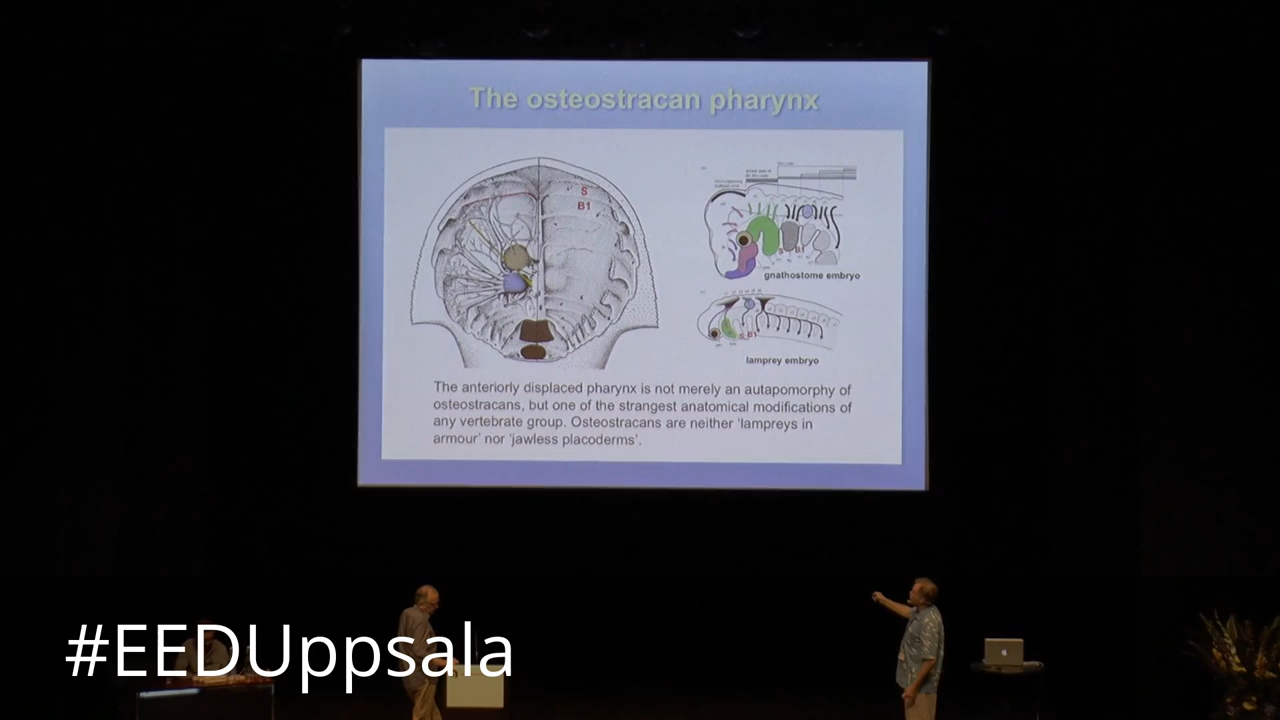 The osteostracan pharynx
S
B1
gnathostome embryo
lamprey embryo
The anteriorly displaced pharynx is not merely an autapomorphy of
osteostracans, but one of the strangest anatomical modifications of
any vertebrate group. Osteostracans are neither ‘lampreys in
armour’ nor ‘jawless placoderms’.
#EEDUppsala